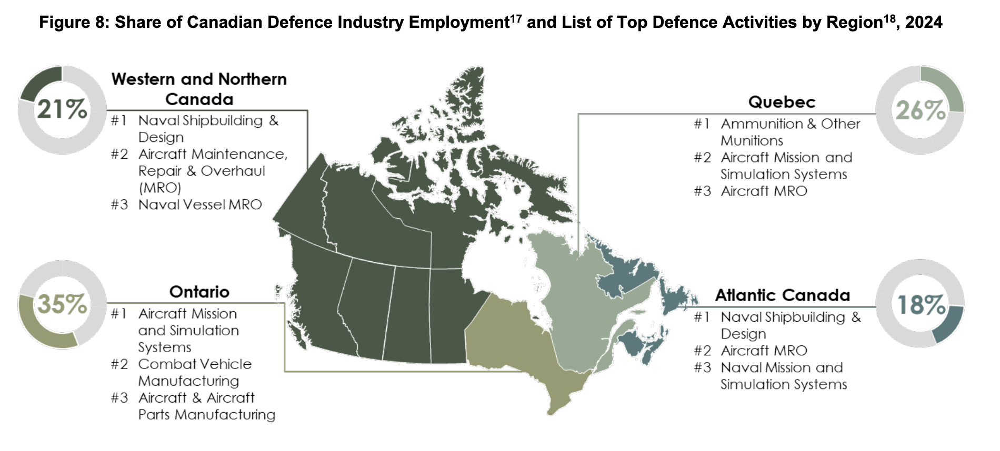 Figure 8: Share of Canadian Defence Industry Employment17 and List of Top Defence Activities by Region18, 2024
21%
Western and Northern
Canada
#1 Naval Shipbuilding &
Design
#2 Aircraft Maintenance,
Repair & Overhaul
(MRO)
#3 Naval Vessel MRO
Quebec
26%
#1 Ammunition & Other
Munitions
#2 Aircraft Mission and
Simulation Systems
#3 Aircraft MRO
35%
Ontario
#1 Aircraft Mission
and Simulation
Systems
#2 Combat Vehicle
Manufacturing
#3 Aircraft & Aircraft
Parts Manufacturing
Atlantic Canada
18%
#1 Naval Shipbuilding &
Design
#2 Aircraft MRO
#3 Naval Mission and
Simulation Systems